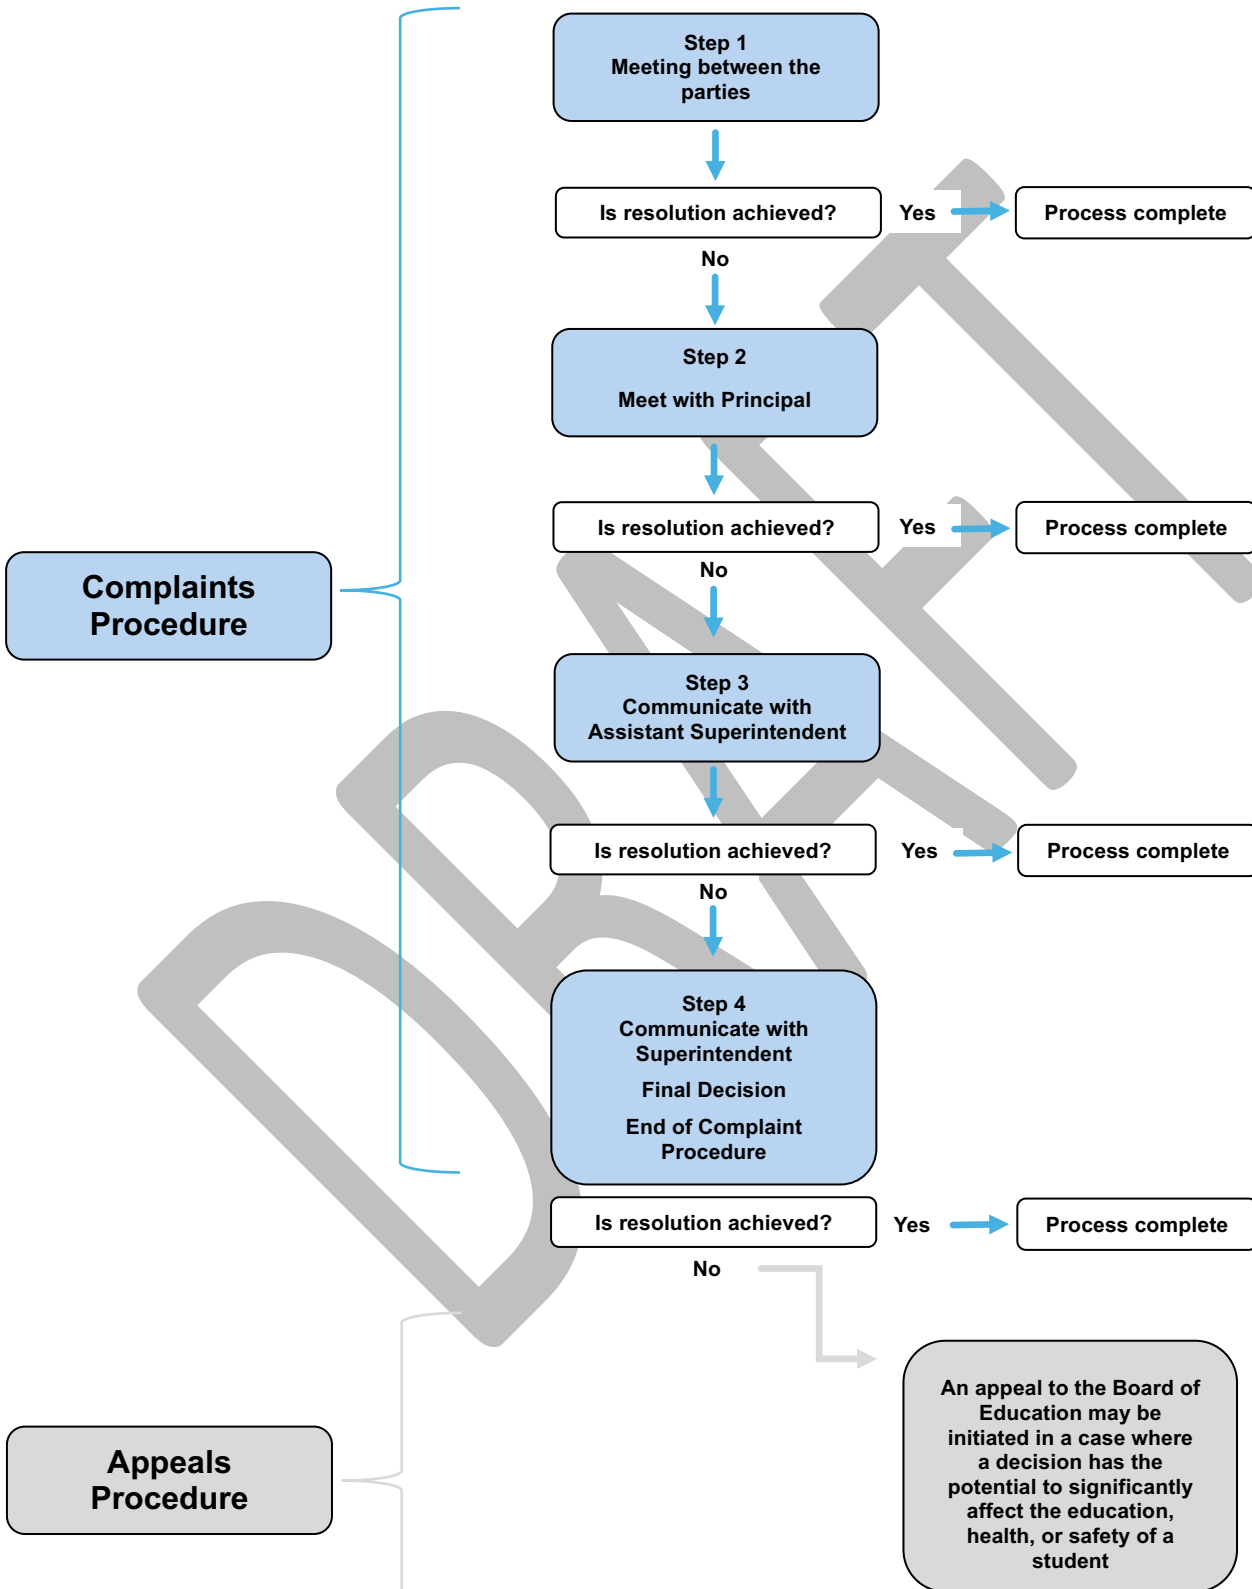 Step 1
Meeting between the
parties
Is resolution achieved?
Yes
Process complete
No
Step 2
Meet with Principal
Is resolution achieved?
Yes
Process complete
No
Complaints
Procedure
Step 3
Communicate with
Assistant Superintendent
Is resolution achieved?
Yes
Process complete
No
Step 4
Communicate with
Superintendent
Final Decision
End of Complaint
Procedure
Is resolution achieved?
Yes
Process complete
No
An appeal to the Board of
Education may be
initiated in a case where
a decision has the
potential to significantly
affect the education,
health, or safety of a
student
Appeals
Procedure
DRAFT